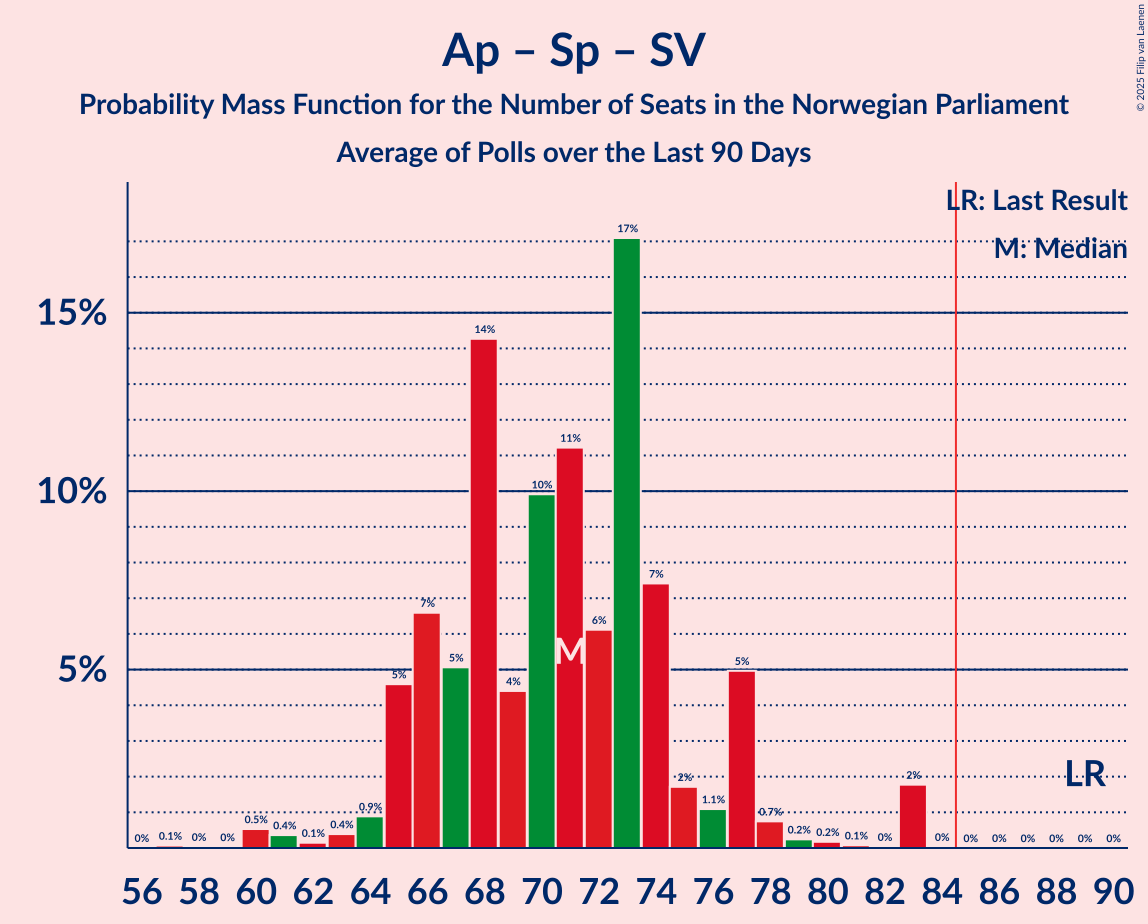 Ap – Sp – SV
Probability Mass Function for the Number of Seats in the Norwegian Parliament
Average of Polls over the Last 90 Days
© 2025 Filip van Laenen
LR: Last Result
M: Median
15%
10%
5%
0% 0.1% 0% 0% 0.5% 0.4% 0.1% 0.4% 0.9% 5% 7% 5% 14% 4% 10% 11% 6% 17% 7% 2% 1.1% 5% 0.7% 0.2% 0.2% 0.1% 0% 2% 0% 0% 0% 0% 0% 0% 0%
M
LR
56 58 60 62 64 66 68 70 72 74 76 78 80 82 84 86 88 90